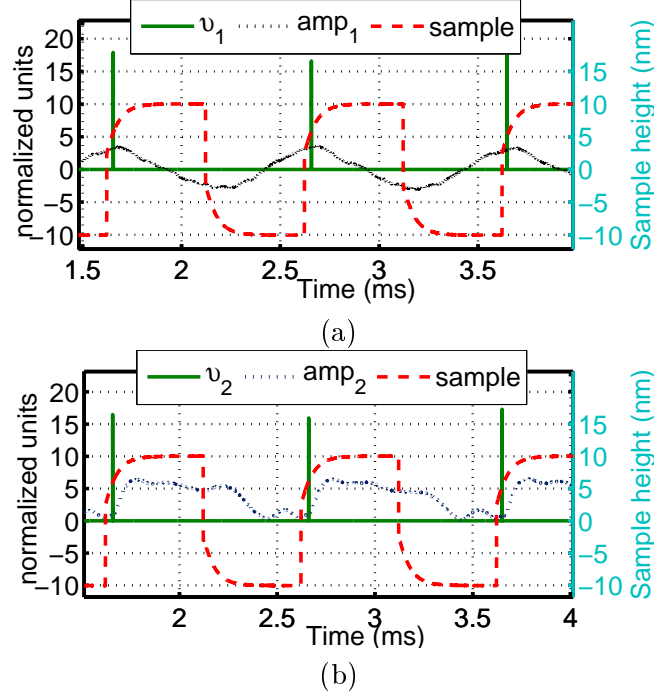 υ1 amp1 sample
normalized units
20
15
10
5
0
−5
−10
15
10
5
0
−5
−10
Sample height (nm)
1.5 2 2.5 3 3.5
Time (ms)
(a)
υ2 amp2 sample
normalized units
20
15
10
5
0
−5
−10
15
10
5
0
−5
−10
Sample height (nm)
2 2.5 3 3.5 4
Time (ms)
(b)